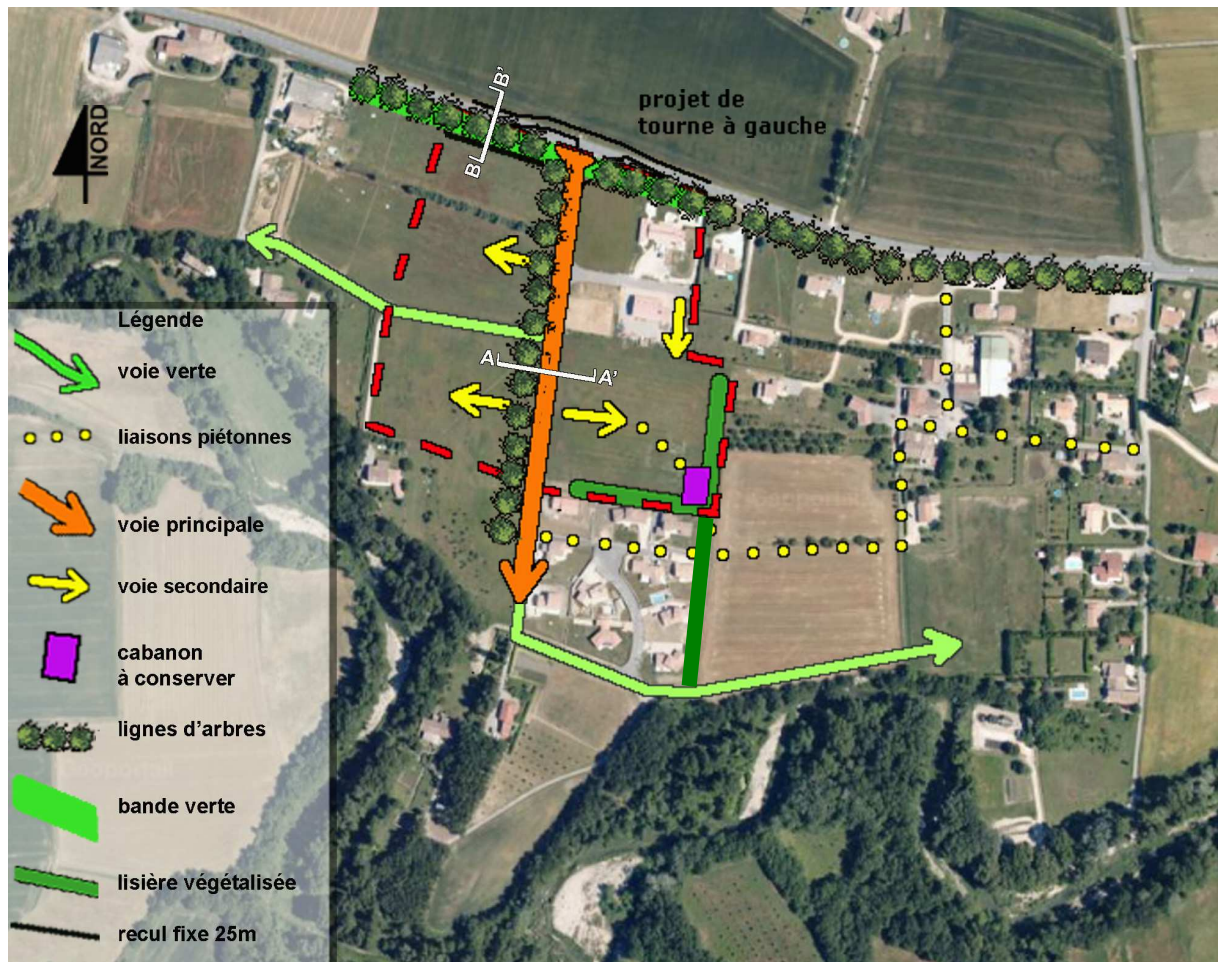 projet de
tourne à gauche
NORD
B'
B
A
A'
Légende
voie verte
liaisons piétonnes
voie principale
voie secondaire
cabanon
à conserver
lignes d'arbres
bande verte
lisière végétalisée
recul fixe 25m